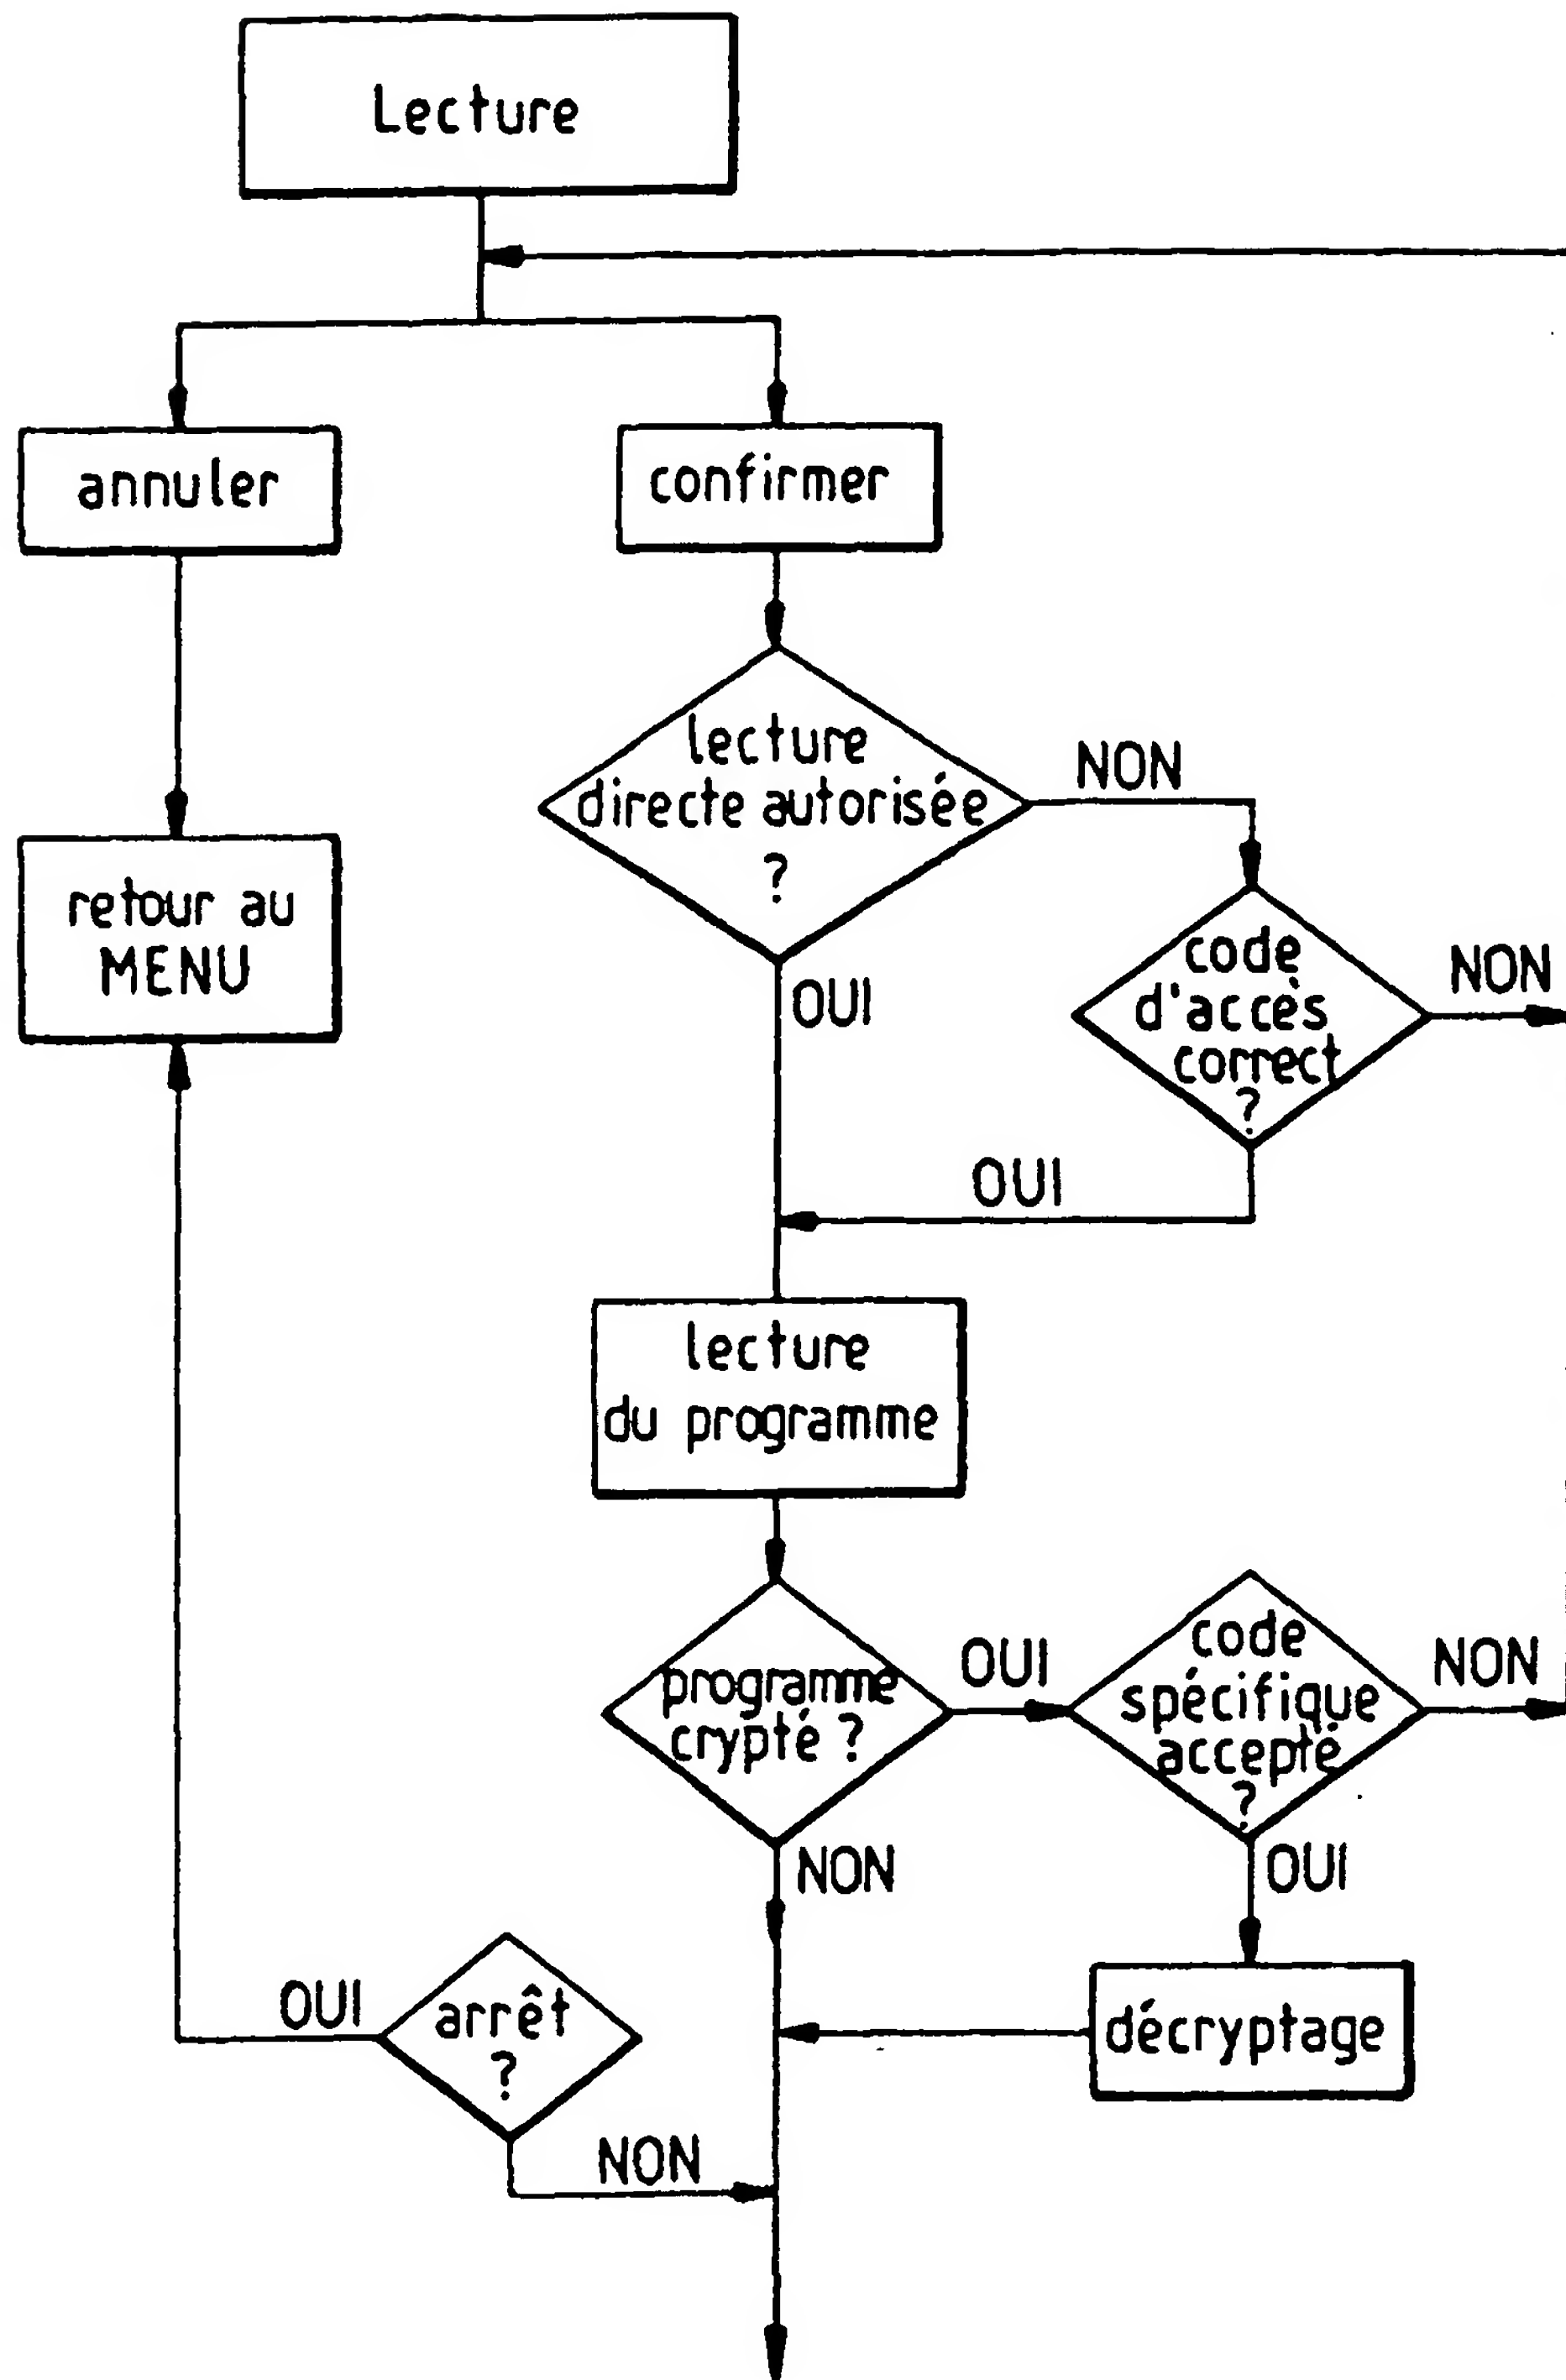 Lecture
annuler
confirmer
lecture
directe autorisée
?
NON
retour au
MENU
OUI
code
d'accès
correct
?
NON
OUI
lecture
du programme
programme
crypté ?
OUI
code
spécifique
accepté
?
NON
NON
OUI
arrêt
?
OUI
décryptage
NON